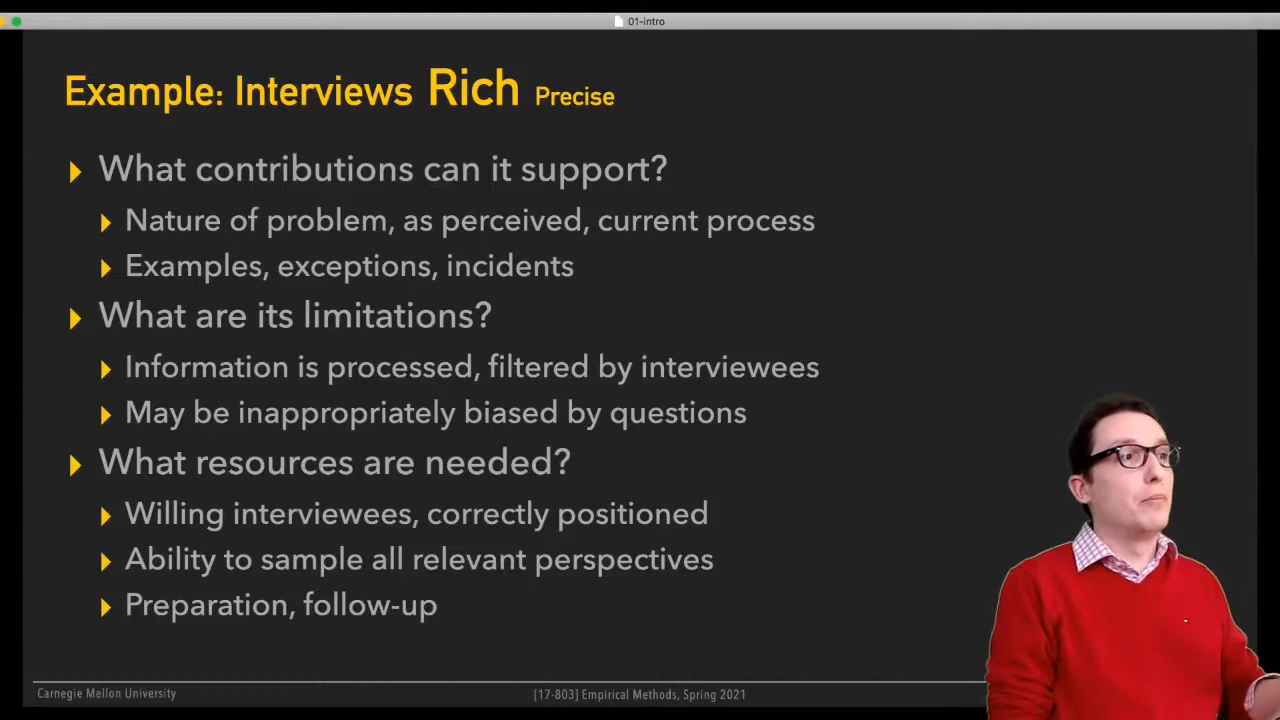 01-intro
Example: Interviews Rich Precise
What contributions can it support?
Nature of problem, as perceived, current process
Examples, exceptions, incidents
What are its limitations?
Information is processed, filtered by interviewees
May be inappropriately biased by questions
What resources are needed?
Willing interviewees, correctly positioned
Ability to sample all relevant perspectives
Preparation, follow-up
Carnegie Mellon University
[17-803] Empirical Methods, Spring 2021